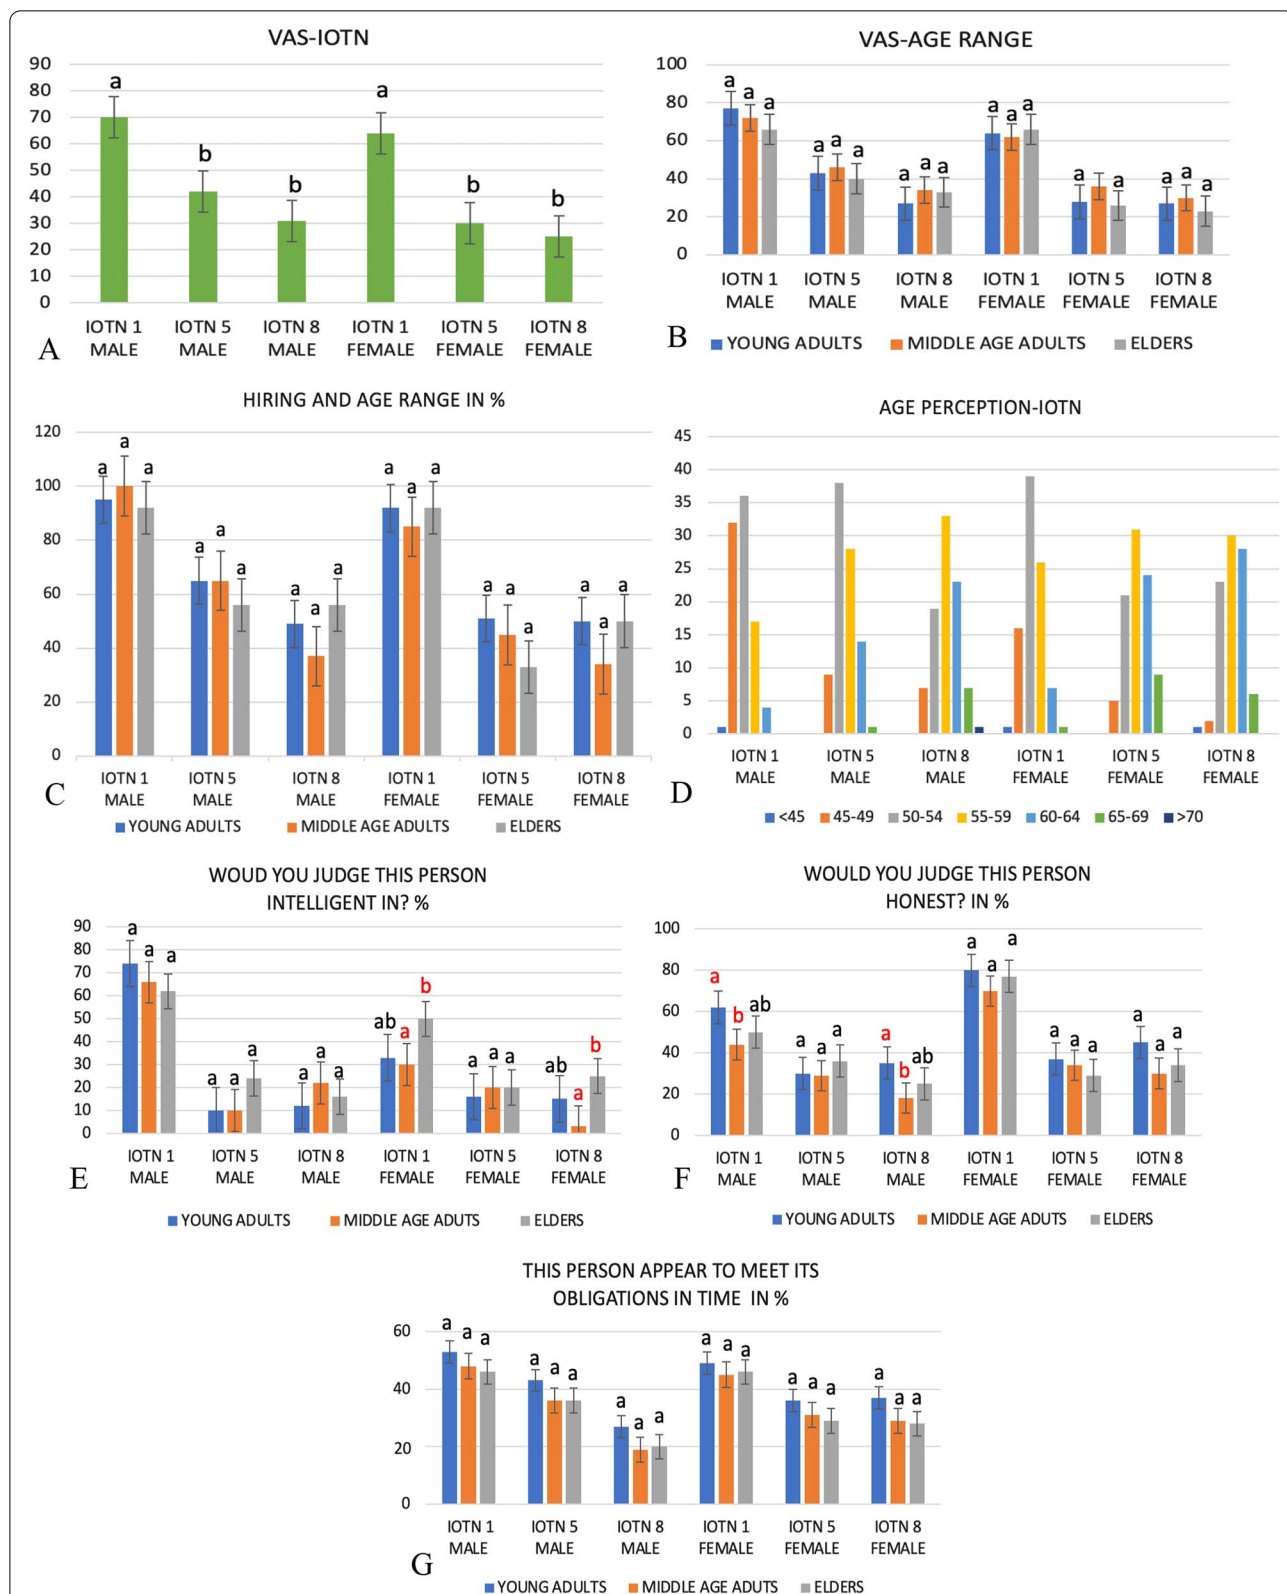 VAS-IOTN
90
80
70
60
50
40
30
20
10
0
a
b
b
a
b
b
IOTN 1 IOTN 5 IOTN 8 IOTN 1 IOTN 5 IOTN 8
MALE MALE MALE FEMALE FEMALE FEMALE
A
VAS-AGE RANGE
100
80
60
40
20
0
a a a a a a a a a a a a a a a a a a
IOTN 1 IOTN 5 IOTN 8 IOTN 1 IOTN 5 IOTN 8
MALE MALE MALE FEMALE FEMALE FEMALE
B
YOUNG ADULTS MIDDLE AGE ADULTS ELDERS
HIRING AND AGE RANGE IN %
120
100
80
60
40
20
0
a a a a a a a a a a a a a a a a a a
IOTN 1 IOTN 5 IOTN 8 IOTN 1 IOTN 5 IOTN 8
MALE MALE MALE FEMALE FEMALE FEMALE
C
YOUNG ADULTS MIDDLE AGE ADULTS ELDERS
AGE PERCEPTION-IOTN
45
40
35
30
25
20
15
10
5
0
IOTN 1 IOTN 5 IOTN 8 IOTN 1 IOTN 5 IOTN 8
MALE MALE MALE FEMALE FEMALE FEMALE
D
<45 45-49 50-54 55-59 60-64 65-69 >70
WOUD YOU JUDGE THIS PERSON
INTELLIGENT IN? %
90
80
70
60
50
40
30
20
10
0
a a a a a a a a a ab a b a a a ab a b
IOTN 1 IOTN 5 IOTN 8 IOTN 1 IOTN 5 IOTN 8
MALE MALE MALE FEMALE FEMALE FEMALE
E
YOUNG ADULTS MIDDLE AGE ADUTS ELDERS
WOULD YOU JUDGE THIS PERSON
HONEST? IN %
100
80
60
40
20
0
a b ab a a a a b ab a a a a a a a a a
IOTN 1 IOTN 5 IOTN 8 IOTN 1 IOTN 5 IOTN 8
MALE MALE MALE FEMALE FEMALE FEMALE
F
YOUNG ADULTS MIDDLE AGE ADUTS ELDERS
THIS PERSON APPEAR TO MEET ITS
OBLIGATIONS IN TIME IN %
60
40
20
0
a a a a a a a a a a a a a a a a a a
IOTN 1 IOTN 5 IOTN 8 IOTN 1 IOTN 5 IOTN 8
MALE MALE MALE FEMALE FEMALE FEMALE
G
YOUNG ADULTS MIDDLE AGE ADUTS ELDERS